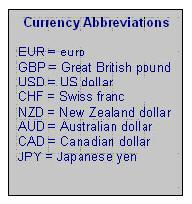 Currency Abbreviations
EUR = euro
GBP = Great British pound
USD = US dollar
CHF = Swiss franc
NZD = New Zealand dollar
AUD = Australian dollar
CAD = Canadian dollar
JPY = Japanese yen